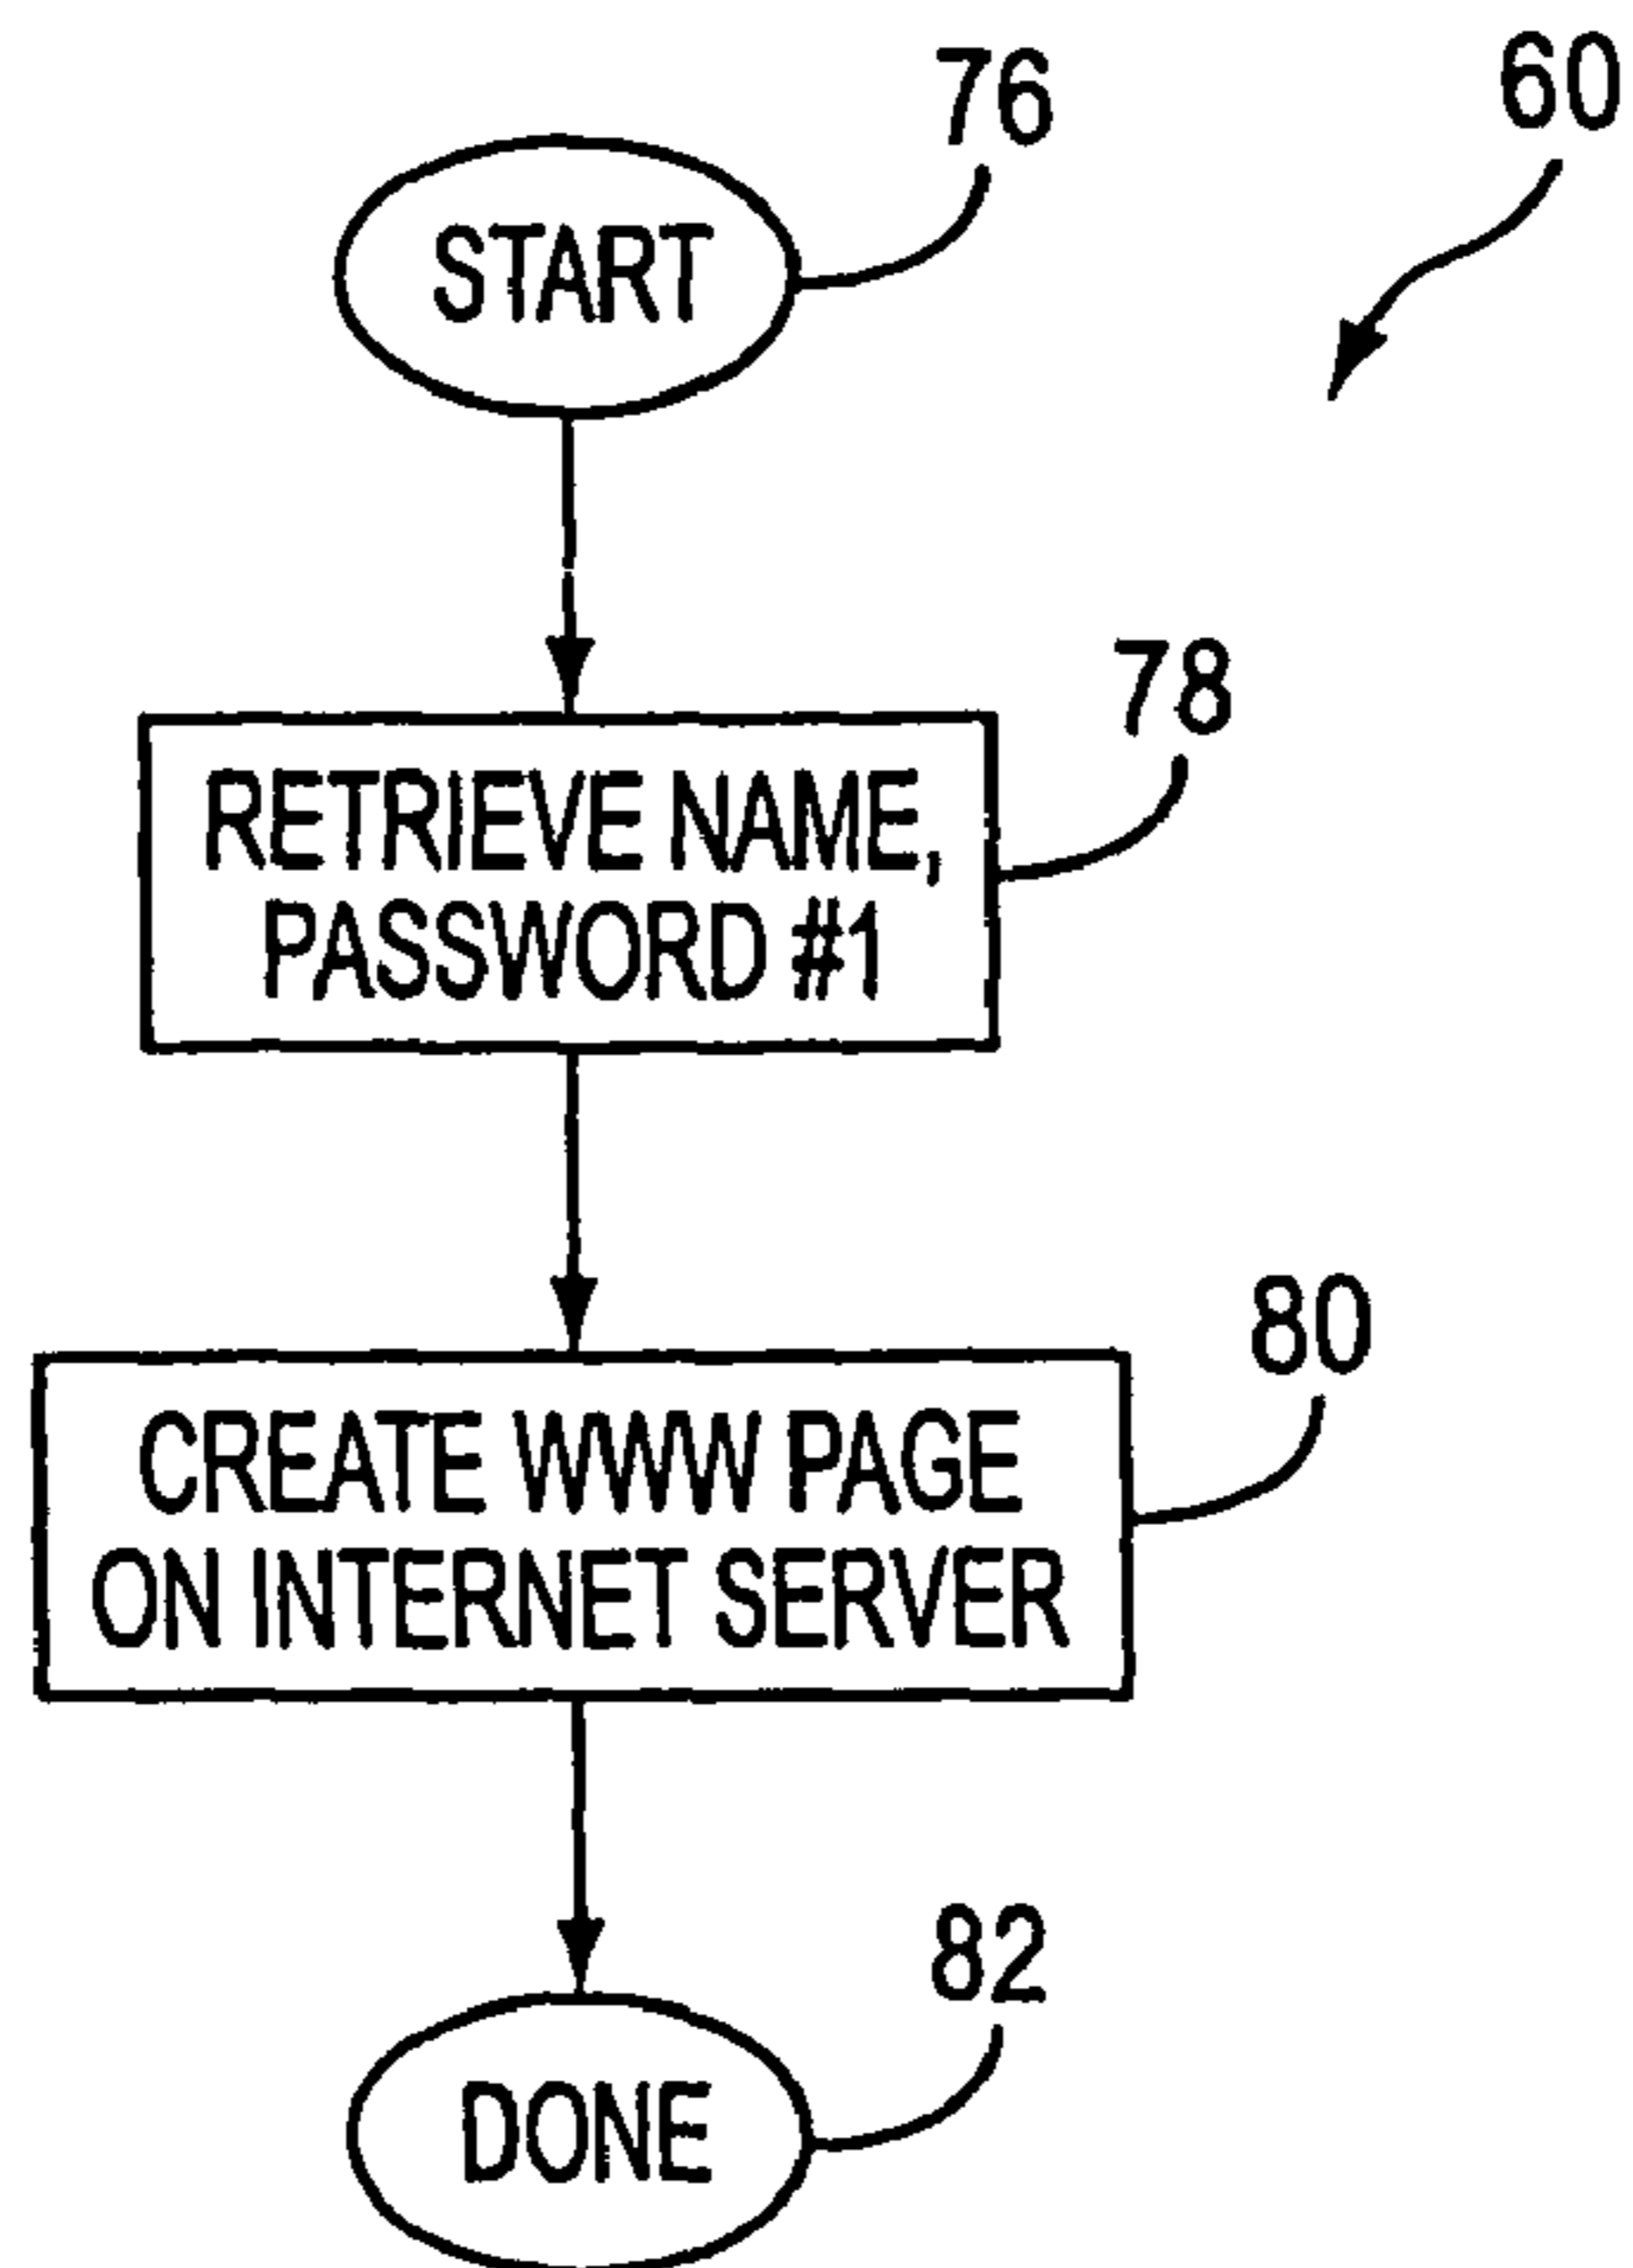 76
60
START
78
RETRIEVE NAME,
PASSWORD #1
80
CREATE WWW PAGE
ON INTERNET SERVER
82
DONE